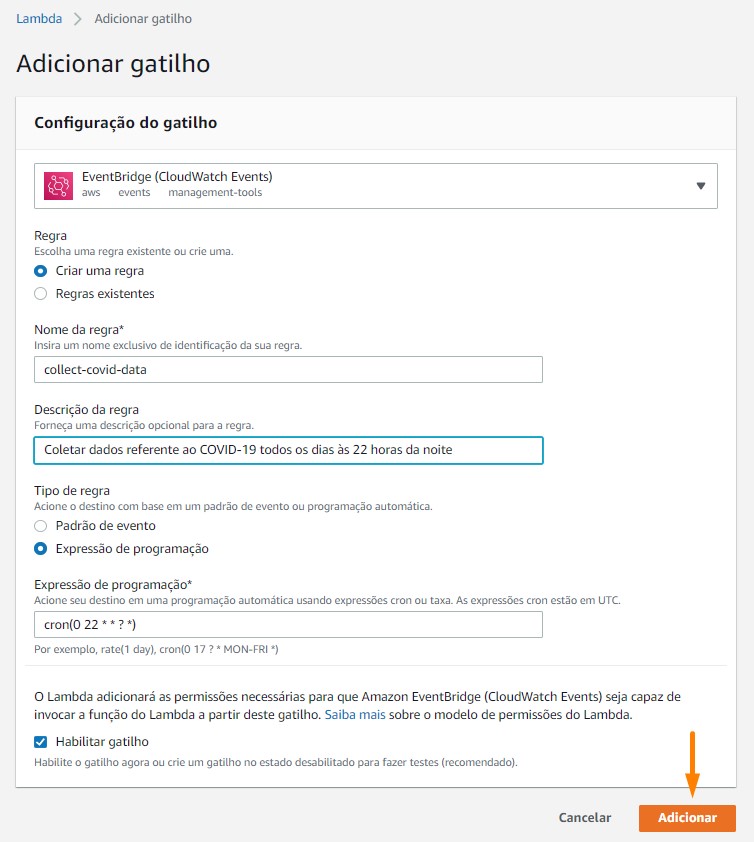 Lambda > Adicionar gatilho
Adicionar gatilho
Configuração do gatilho
EventBridge (CloudWatch Events)
aws events management-tools
Regra
Escolha uma regra existente ou crie uma.
Criar uma regra
Regras existentes
Nome da regra*
Insira um nome exclusivo de identificação da sua regra.
collect-covid-data
Descrição da regra
Forneça uma descrição opcional para a regra.
Coletar dados referente ao COVID-19 todos os dias às 22 horas da noite
Tipo de regra
Acione o destino com base em um padrão de evento ou programação automática.
Padrão de evento
Expressão de programação
Expressão de programação*
Acione seu destino em uma programação automática usando expressões cron ou taxa. As expressões cron estão em UTC.
cron(0 22 * * ? *)
Por exemplo, rate(1 day), cron(0 17 ? * MON-FRI *)
O Lambda adicionará as permissões necessárias para que Amazon EventBridge (CloudWatch Events) seja capaz de
invocar a função do Lambda a partir deste gatilho. Saiba mais sobre o modelo de permissões do Lambda.
Habilitar gatilho
Habilite o gatilho agora ou crie um gatilho no estado desabilitado para fazer testes (recomendado).
Cancelar Adicionar